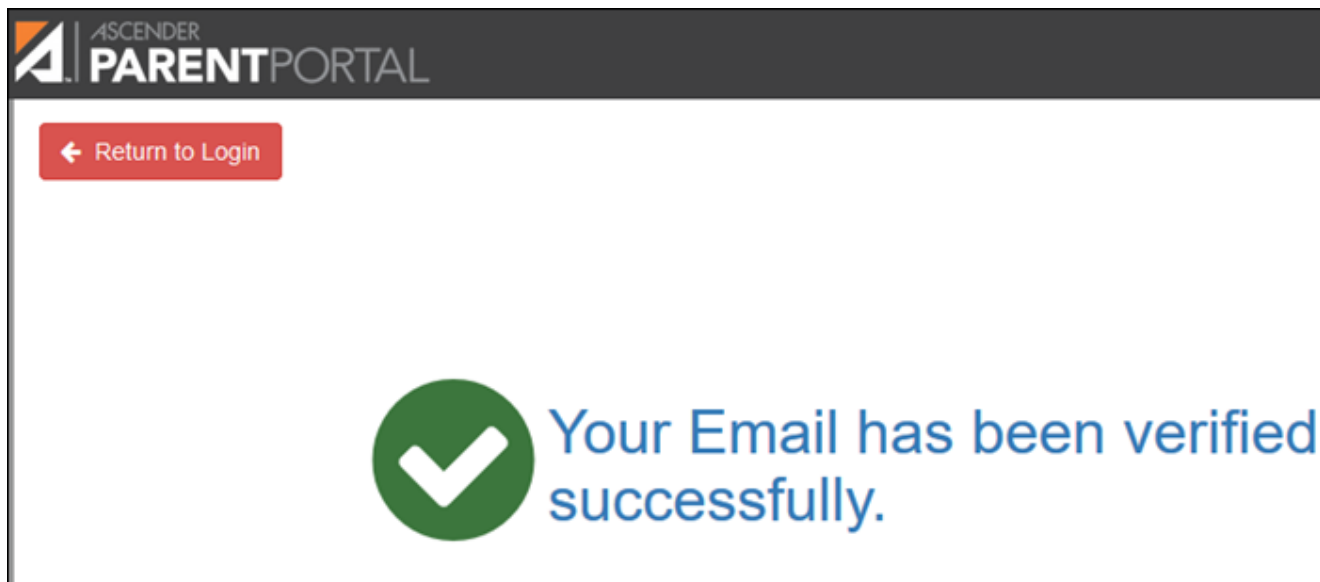 ASCENDER
PARENTPORTAL
Return to Login
Your Email has been verified
successfully.